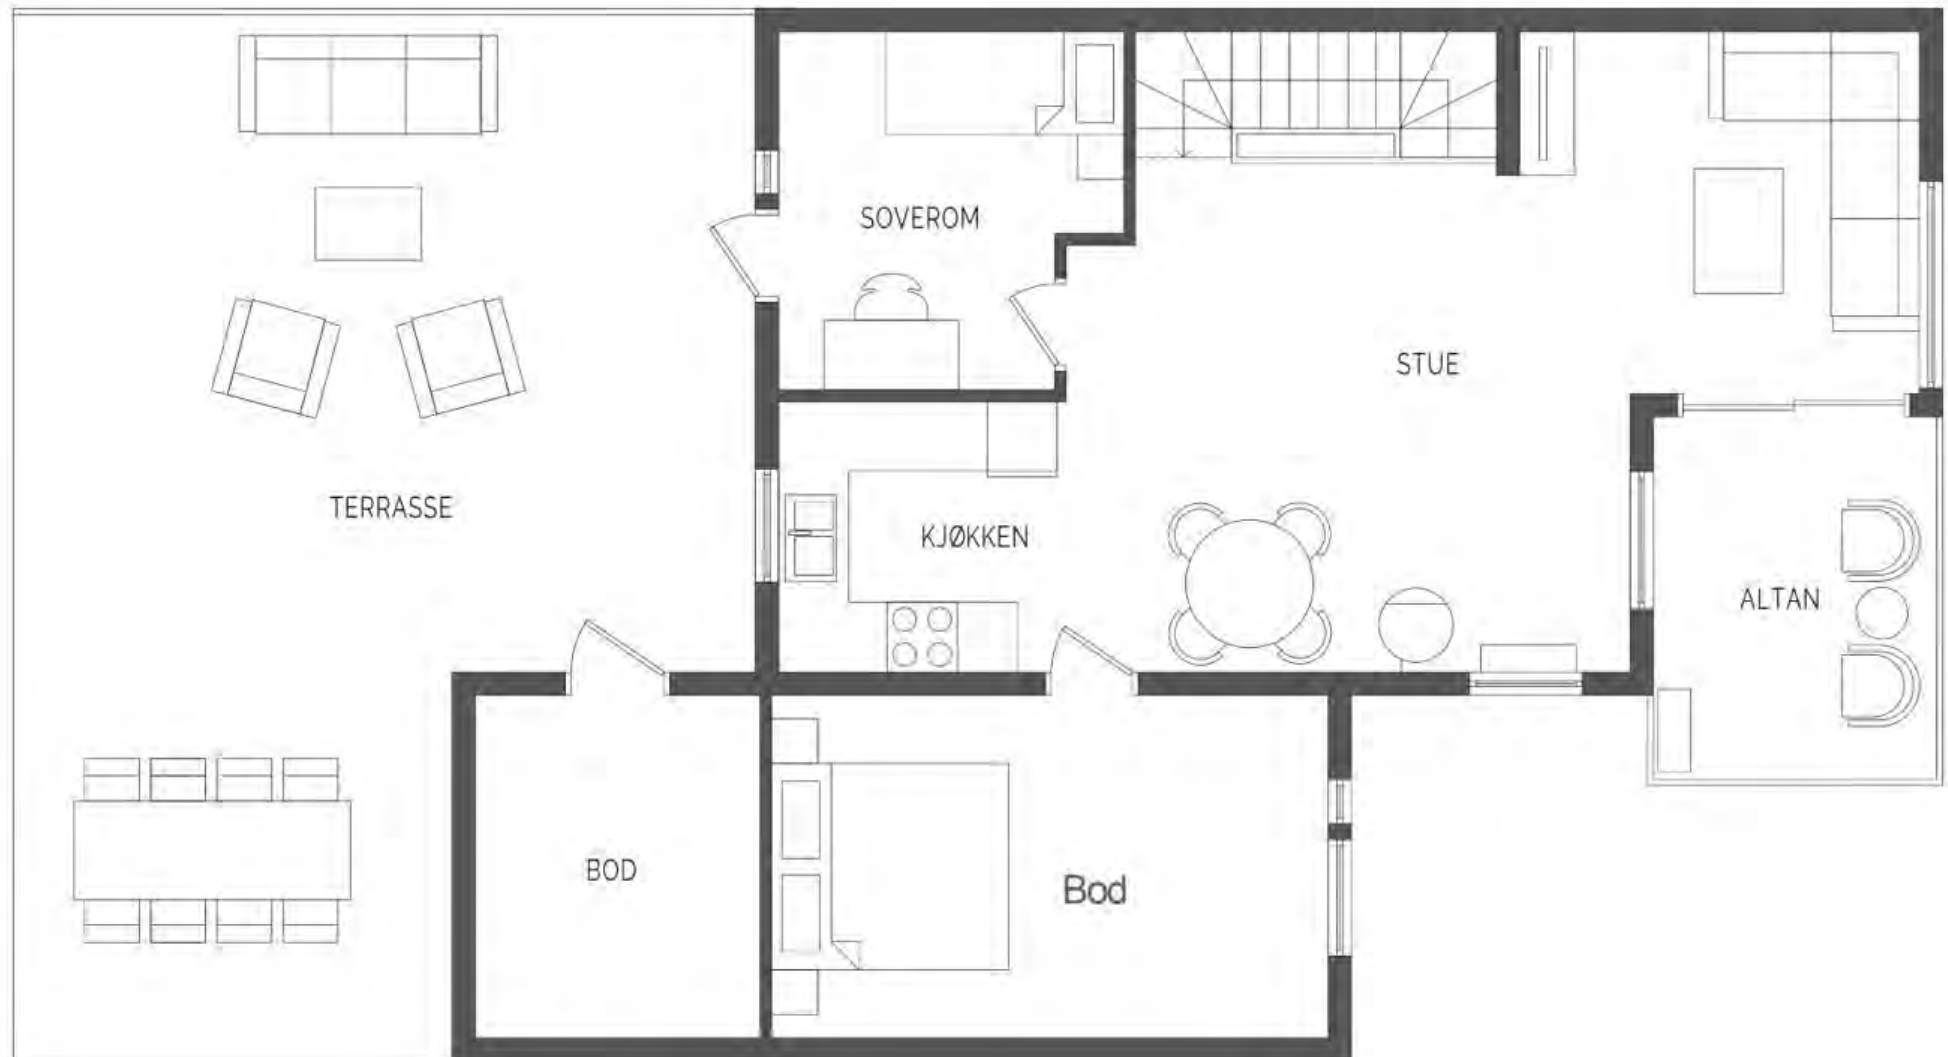 SOVEROM
STUE
TERRASSE
KJØKKEN
ALTAN
BOD
Bod